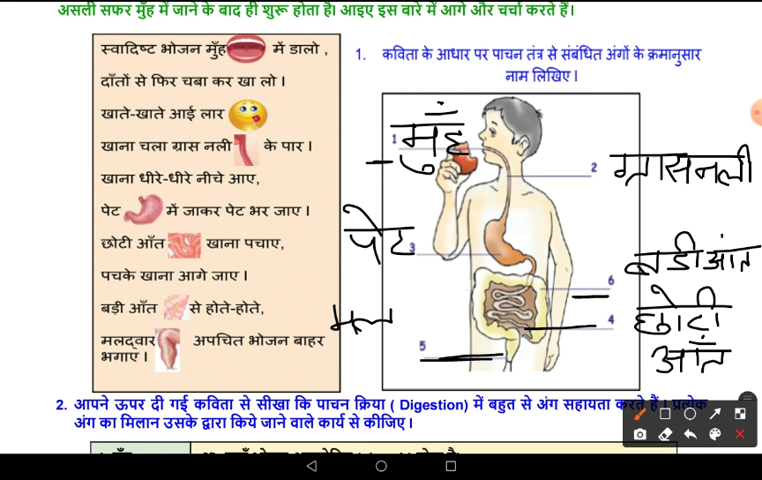 असली सफर मुँह में जाने के बाद ही शुरू होता है। आइए इस बारे में आगे और चर्चा करते हैं।
स्वादिष्ट भोजन मुँह में डालो ,
दाँतों से फिर चबा कर खा लो ।
खाते-खाते आई लार
खाना चला ग्रास नली के पार ।
खाना धीरे-धीरे नीचे आए,
पेट में जाकर पेट भर जाए ।
छोटी आँत खाना पचाए,
पचके खाना आगे जाए ।
बड़ी आँत से होते-होते,
मलद्वार अपचित भोजन बाहर
भगाए ।
1. कविता के आधार पर पाचन तंत्र से संबंधित अंगों के क्रमानुसार
नाम लिखिए ।
1 मुँह
2 ग्रासनली
3 पेट
6 बडी आंत
4 छोटी
आँत
5 मल
2. आपने ऊपर दी गई कविता से सीखा कि पाचन क्रिया ( Digestion) में बहुत से अंग सहायता करते हैं । प्रत्येक
अंग का मिलान उसके द्वारा किये जाने वाले कार्य से कीजिए ।